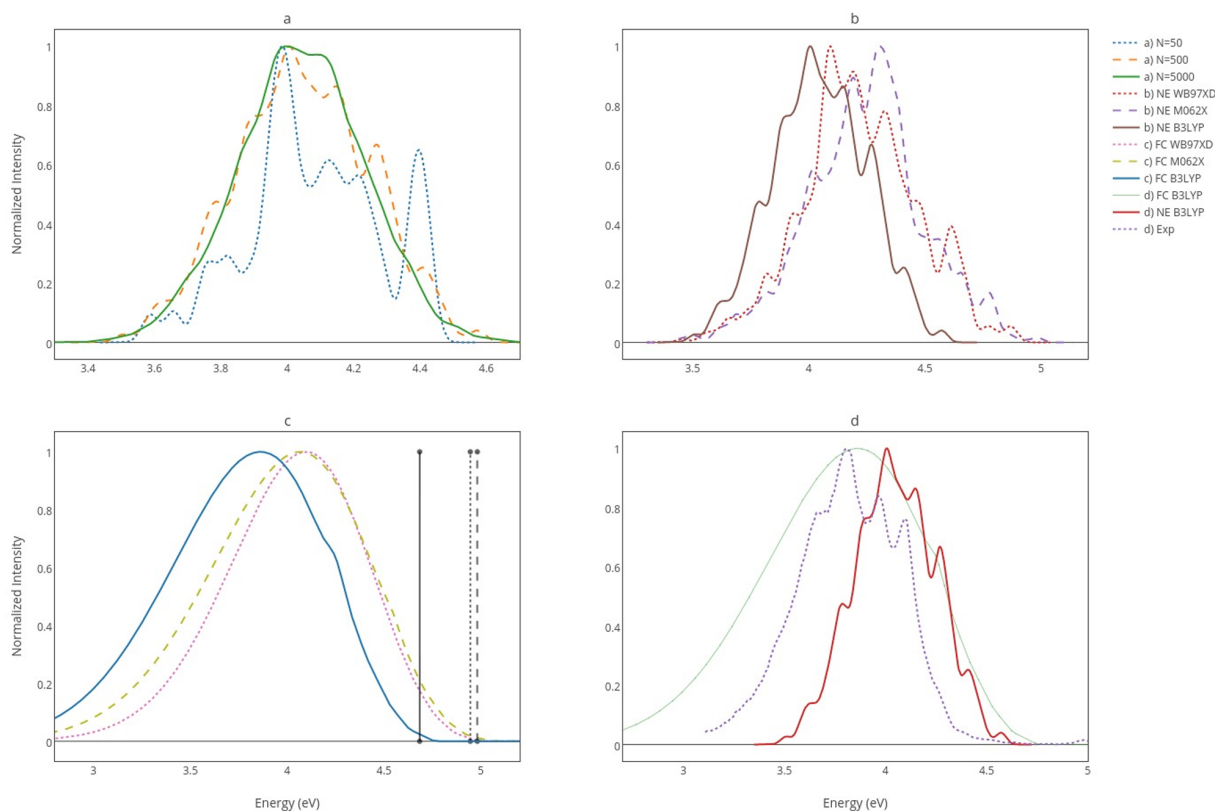 a
b
Normalized Intensity
1
0.8
0.6
0.4
0.2
0
3.4 3.6 3.8 4 4.2 4.4 4.6
1
0.8
0.6
0.4
0.2
0
3.5 4 4.5 5
a) N=50
a) N=500
a) N=5000
b) NE WB97XD
b) NE M062X
b) NE B3LYP
c) FC WB97XD
c) FC M062X
c) FC B3LYP
d) FC B3LYP
d) NE B3LYP
d) Exp
c
d
Normalized Intensity
1
0.8
0.6
0.4
0.2
0
3 3.5 4 4.5 5
Energy (eV)
1
0.8
0.6
0.4
0.2
0
3 3.5 4 4.5 5
Energy (eV)